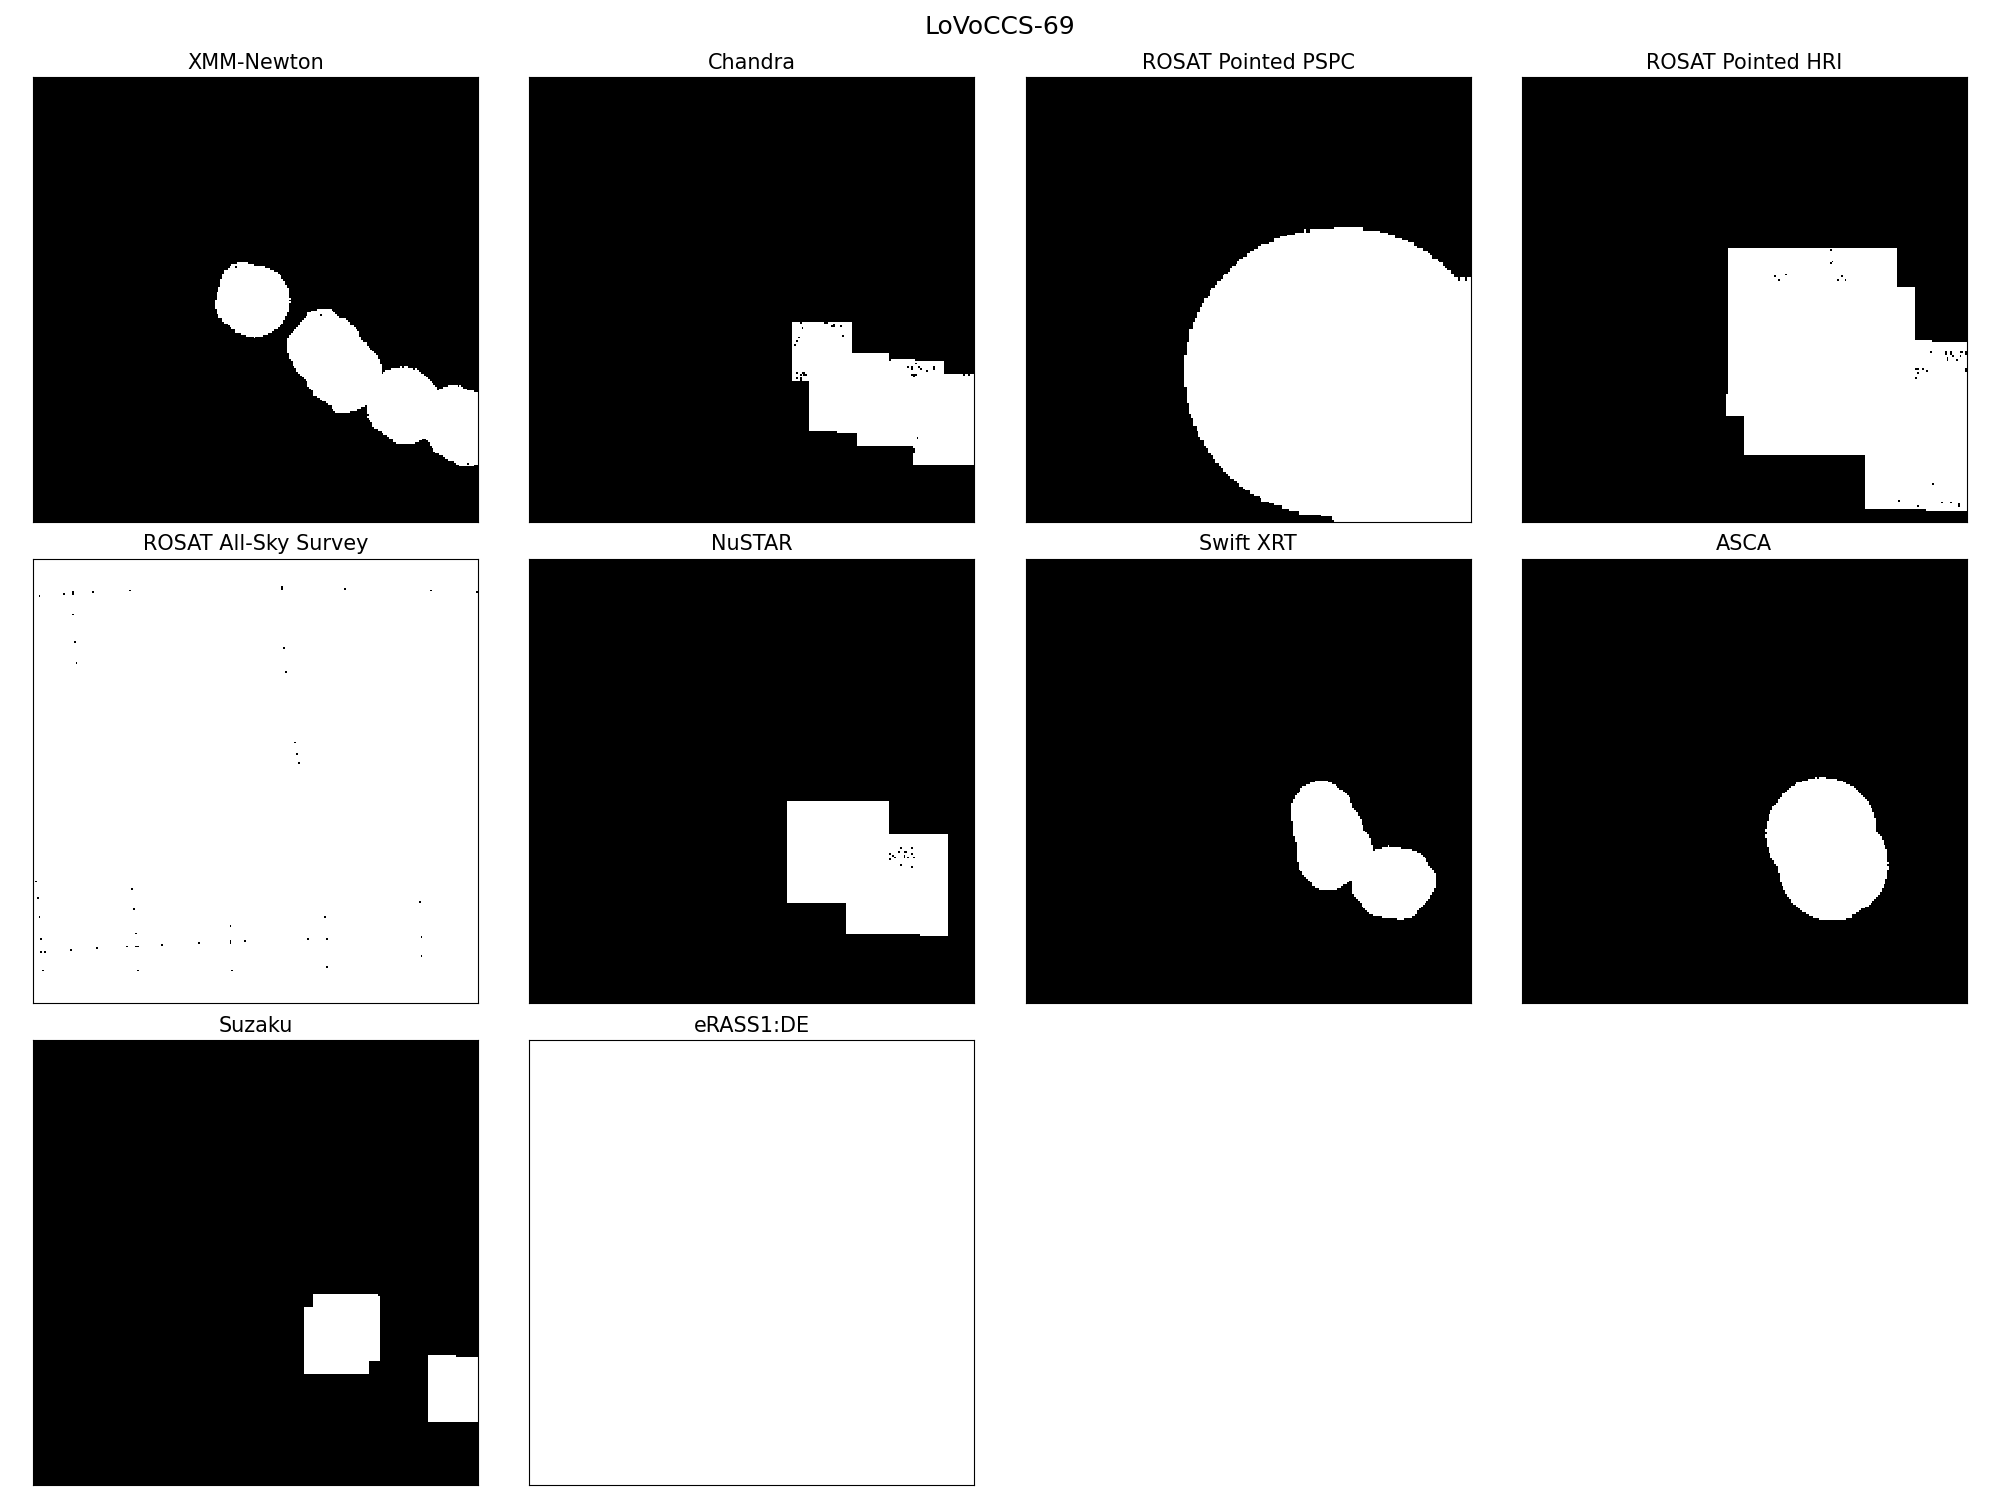 LoVoCCS-69
XMM-Newton
Chandra
ROSAT Pointed PSPC
ROSAT Pointed HRI
ROSAT All-Sky Survey
NuSTAR
Swift XRT
ASCA
Suzaku
eRASS1:DE